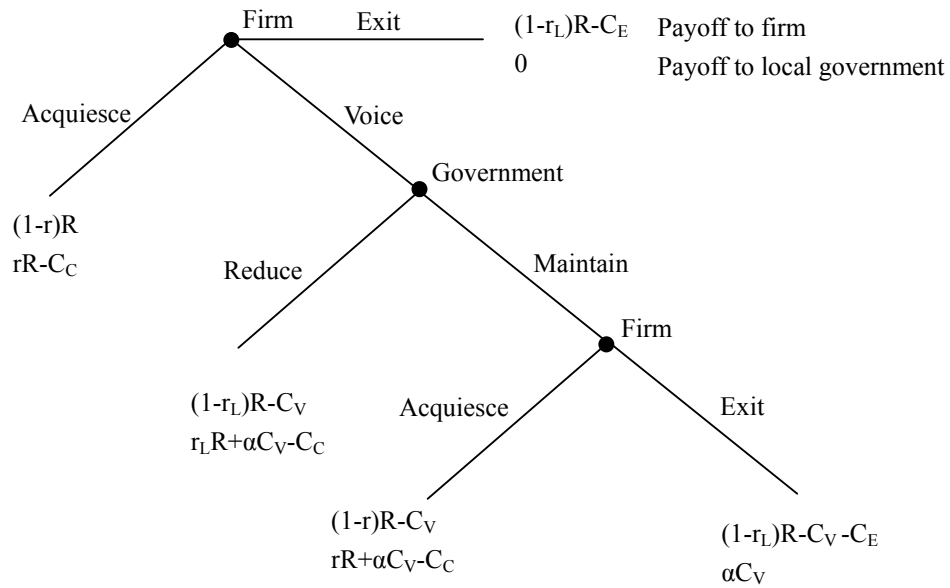 Firm
Exit
(1-r_L)R-C_E Payoff to firm
0 Payoff to local government
Acquiesce
Voice
Government
(1-r)R
rR-C_C
Reduce
Maintain
Firm
(1-r_L)R-C_V
r_LR+αC_V-C_C
Acquiesce
Exit
(1-r)R-C_V
rR+αC_V-C_C
(1-r_L)R-C_V-C_E
αC_V